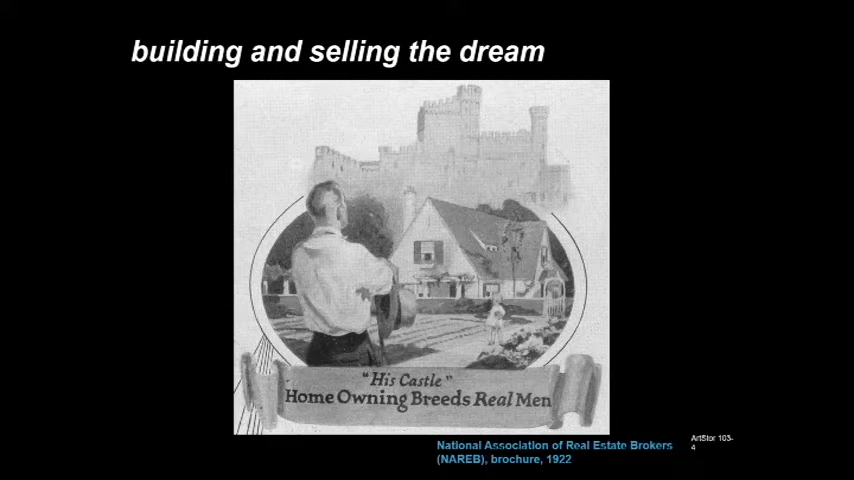 building and selling the dream
"His Castle"
Home Owning Breeds Real Men
National Association of Real Estate Brokers
(NAREB), brochure, 1922
ArtStor 103-
4